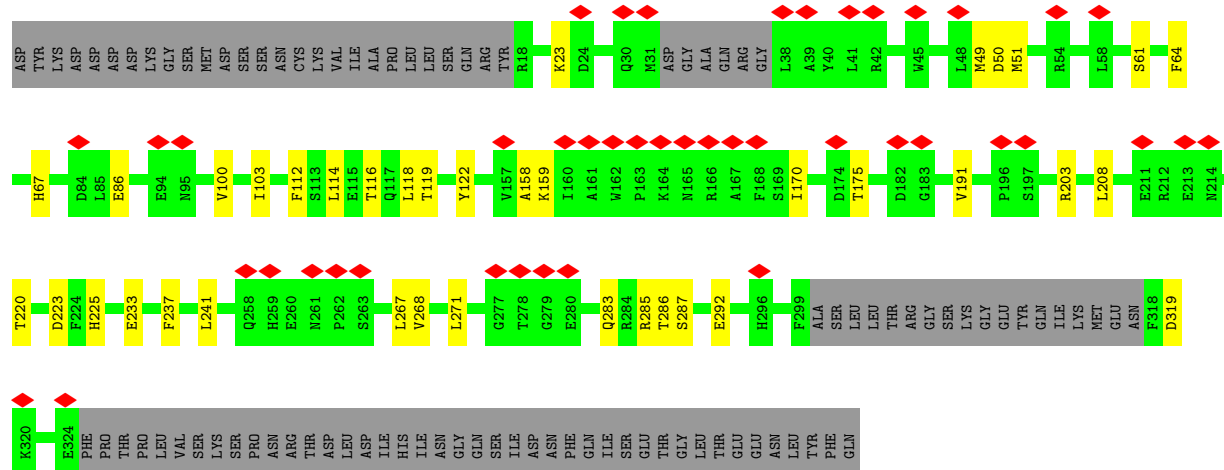 ASP TYR LYS ASP ASP ASP ASP LYS GLY SER MET ASP SER SER ASN CYS LYS VAL ILE ALA PRO LEU LEU SER GLN ARG TYR R18 K23 D24 Q30 M31 ASP GLY ALA GLN ARG GLY L38 A39 Y40 L41 R42 W45 L48 M49 D50 M51 R54 L58 S61 F64
H67 D84 L85 E86 E94 N95 V100 I103 F112 S113 L114 E115 T116 Q117 L118 T119 Y122 V157 A158 K159 I160 A161 W162 P163 K164 N165 R166 A167 F168 S169 I170 D174 T175 D182 G183 V191 P196 S197 R203 L208 E211 R212 E213 N214
T220 D223 F224 H225 E233 F237 L241 Q258 H259 E260 N261 P262 S263 L267 V268 L271 G277 T278 G279 E280 Q283 R284 R285 T286 S287 E292 H296 F299 ALA SER LEU LEU THR ARG GLY SER LYS GLY GLU TYR GLN ILE LYS MET GLU ASN F318 D319
K320 E324 PHE PRO THR PRO LEU VAL SER LYS SER PRO ASN ARG THR ASP LEU ASP ILE HIS ILE ASN GLY GLN SER ILE ASP ASN PHE GLN ILE SER GLU THR GLY LEU THR GLU GLU ASN LEU TYR PHE GLN